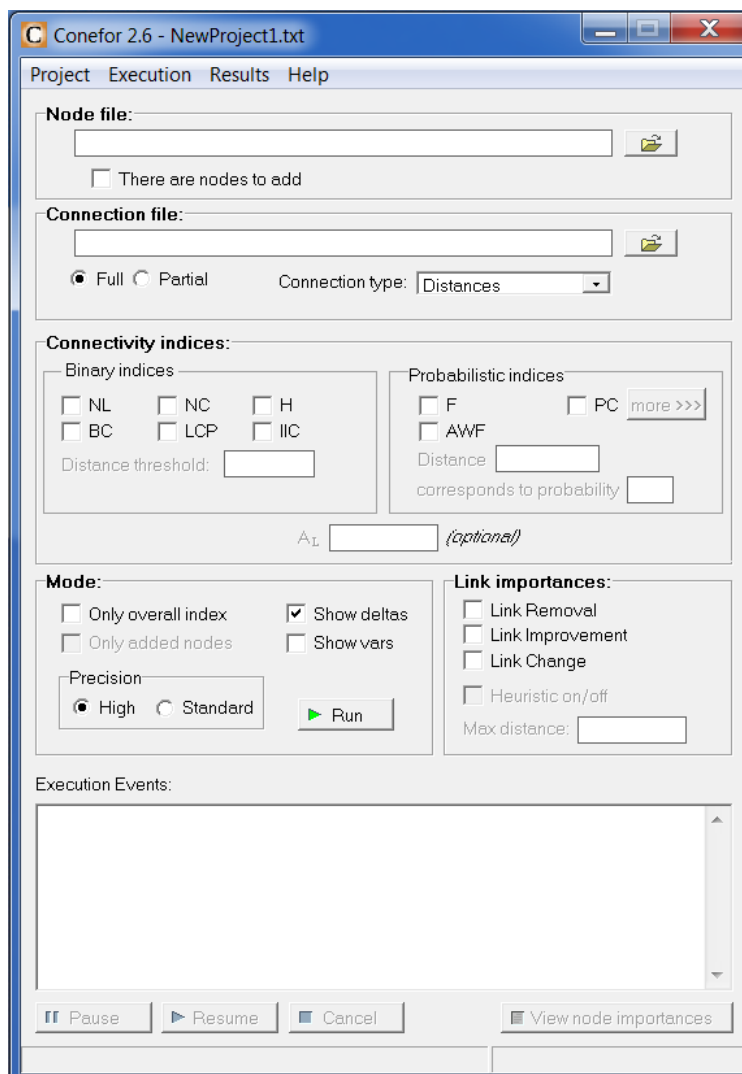 C Conefor 2.6 - NewProject1.txt X
Project Execution Results Help
Node file:
There are nodes to add
Connection file:
Full Partial Connection type: Distances
Connectivity indices:
Binary indices
NL NC H
BC LCP IIC
Distance threshold:
Probabilistic indices
F PC more >>>
AWF
Distance
corresponds to probability
AL (optional)
Mode:
Only overall index Show deltas
Only added nodes Show vars
Precision
High Standard
Run
Link importances:
Link Removal
Link Improvement
Link Change
Heuristic on/off
Max distance:
Execution Events:
Pause Resume Cancel View node importances